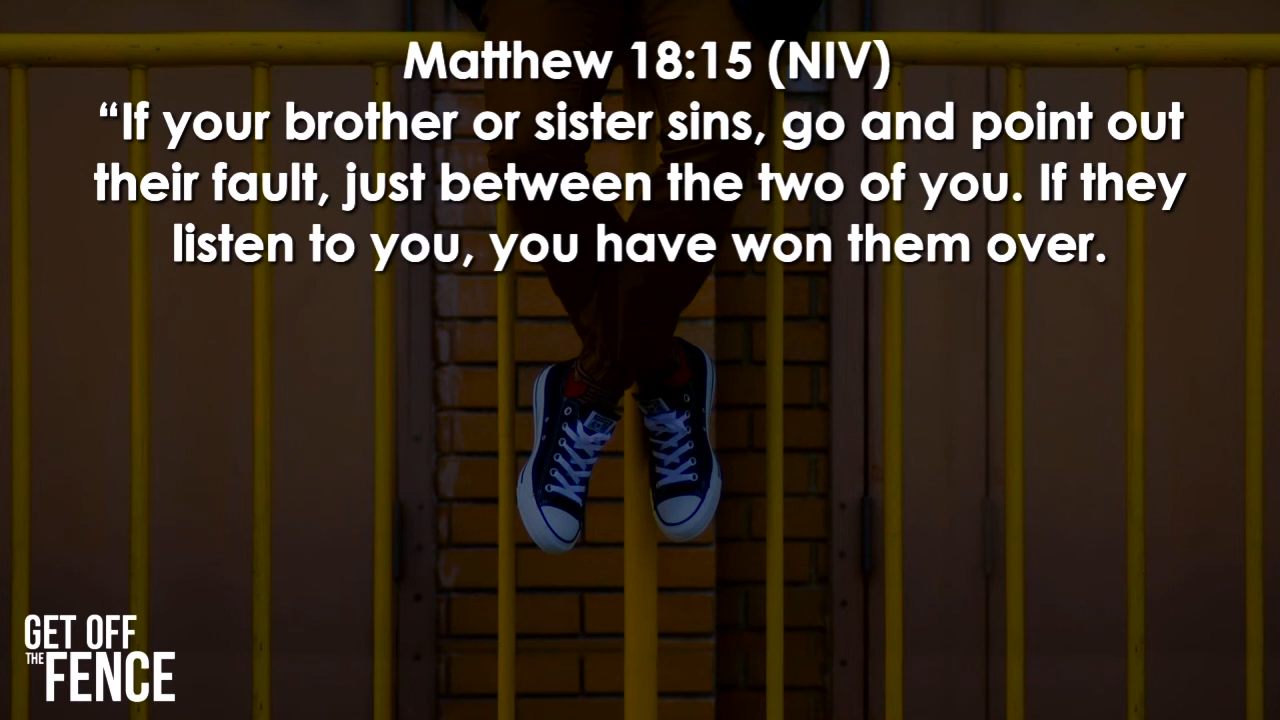 Matthew 18:15 (NIV)
“If your brother or sister sins, go and point out
their fault, just between the two of you. If they
listen to you, you have won them over.
GET OFF
THE FENCE